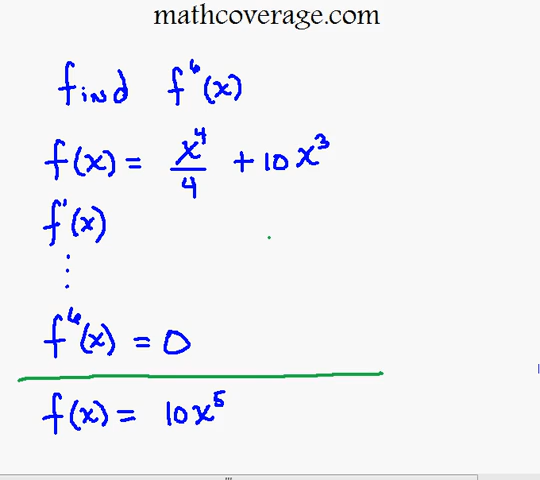 mathcoverage.com
find f⁶(x)
f(x) = x⁴/4 + 10x³
f'(x)
⋮
f⁶(x) = 0
f(x) = 10x⁵